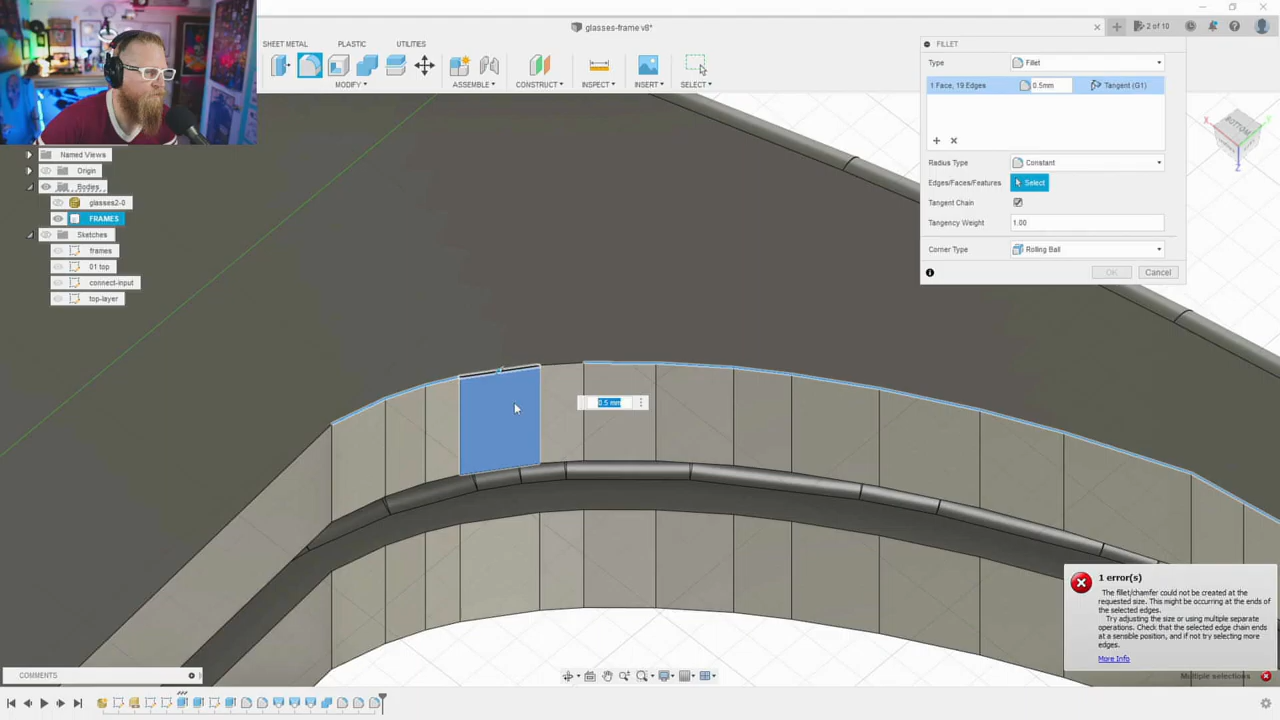 glasses-frame v8*
2 of 10
SHEET METAL
PLASTIC
UTILITIES
MODIFY
ASSEMBLE
CONSTRUCT
INSPECT
INSERT
SELECT
FILLET
Type
Fillet
1 Face, 19 Edges
0.5mm
Tangent (G1)
Radius Type
Constant
Edges/Faces/Features
Select
Tangent Chain
Tangency Weight
1.00
Corner Type
Rolling Ball
OK
Cancel
BOTTOM
X
Z
Named Views
Origin
Bodies
glasses2-0
FRAMES
Sketches
frames
01 top
connect-input
top-layer
0.5 mm
1 error(s)
The fillet/chamfer could not be created at the
requested size. This might be occurring at the ends of
the selected edges.
Try adjusting the size or using multiple separate
operations. Check that the selected edge chain ends
at a sensible position, and if not try selecting more
edges.
More Info
Multiple selections
COMMENTS